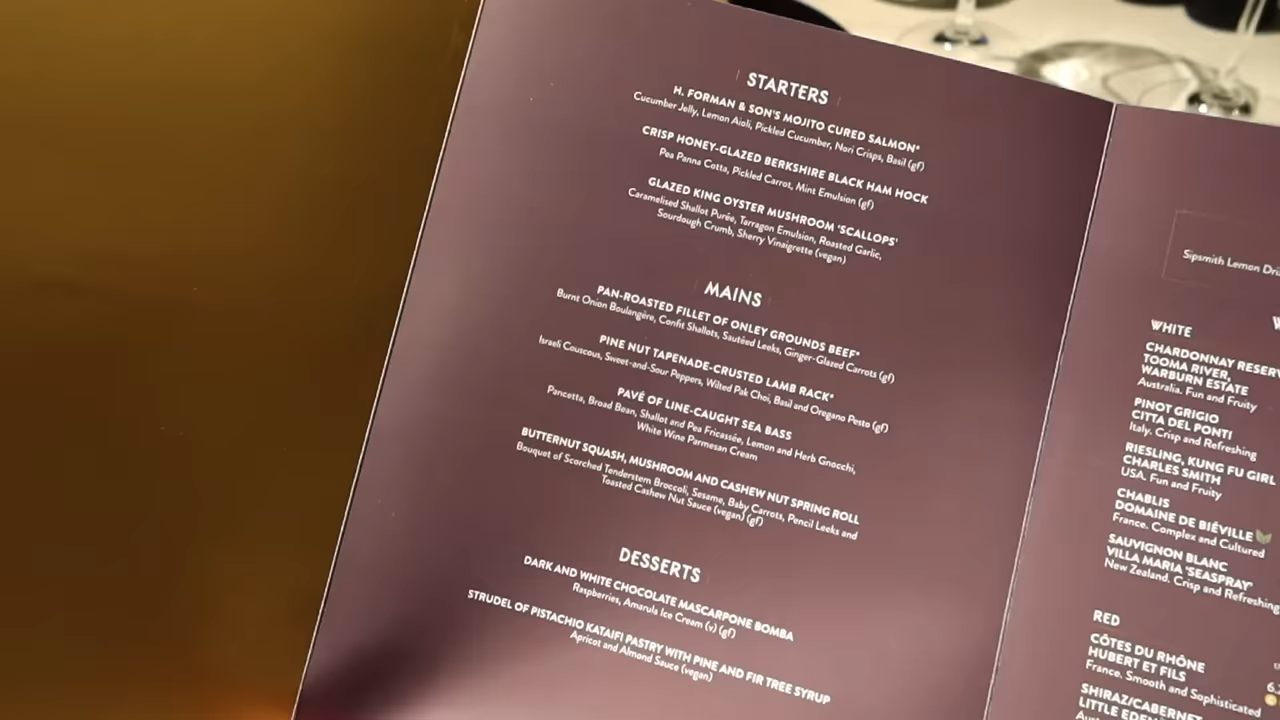 STARTERS
H. FORMAN & SON'S MOJITO CURED SALMON*
Cucumber Jelly, Lemon Aioli, Pickled Cucumber, Nori Crisps, Basil (gf)
CRISP HONEY-GLAZED BERKSHIRE BLACK HAM HOCK
Pea Panna Cotta, Pickled Carrot, Mint Emulsion (gf)
GLAZED KING OYSTER MUSHROOM 'SCALLOPS'
Caramelised Shallot Purée, Tarragon Emulsion, Roasted Garlic,
Sourdough Crumb, Sherry Vinaigrette (vegan)
MAINS
PAN-ROASTED FILLET OF ONLEY GROUNDS BEEF*
Burnt Onion Boulangère, Confit Shallots, Sautéed Leeks, Ginger-Glazed Carrots (gf)
PINE NUT TAPENADE-CRUSTED LAMB RACK*
Israeli Couscous, Sweet-and-Sour Peppers, Wilted Pak Choi, Basil and Oregano Pesto (gf)
PAVÉ OF LINE-CAUGHT SEA BASS
Pancetta, Broad Bean, Shallot and Pea Fricassée, Lemon and Herb Gnocchi,
White Wine Parmesan Cream
BUTTERNUT SQUASH, MUSHROOM AND CASHEW NUT SPRING ROLL
Bouquet of Scorched Tenderstem Broccoli, Sesame, Baby Carrots, Pencil Leeks and
Toasted Cashew Nut Sauce (vegan) (gf)
DESSERTS
DARK AND WHITE CHOCOLATE MASCARPONE BOMBA
Raspberries, Amarula Ice Cream (v) (gf)
STRUDEL OF PISTACHIO KATAIFI PASTRY WITH PINE AND FIR TREE SYRUP
Apricot and Almond Sauce (vegan)
Sipsmith Lemon
WHITE
CHARDONNAY
TOOMA RIVER,
WARBURN ESTATE
Australia. Fun and Fruity
PINOT GRIGIO
CITTA DEL PONTI
Italy. Crisp and Refreshing
RIESLING, KUNG FU GIRL
CHARLES SMITH
USA. Fun and Fruity
CHABLIS
DOMAINE DE BIÉVILLE
France. Complex and Cultured
SAUVIGNON BLANC
VILLA MARIA 'SEASPRAY'
New Zealand. Crisp and Refreshing
RED
CÔTES DU RHÔNE
HUBERT ET FILS
France. Smooth and Sophisticated
SHIRAZ/CABERNET
LITTLE